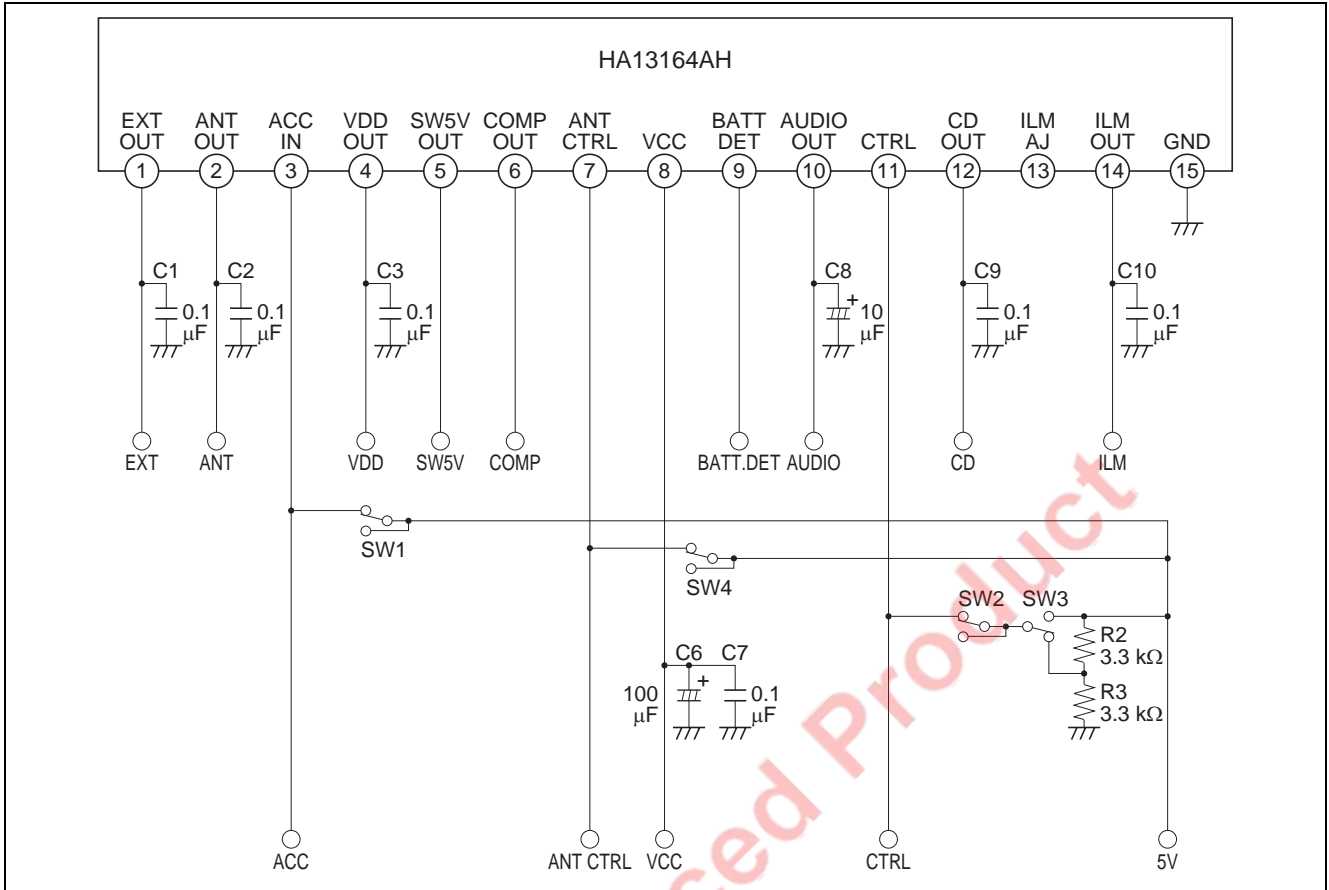 HA13164AH
EXT OUT
ANT OUT
ACC IN
VDD OUT
SW5V OUT
COMP OUT
ANT CTRL
VCC
BATT DET
AUDIO OUT
CTRL
CD OUT
ILM AJ
ILM OUT
GND
1 2 3 4 5 6 7 8 9 10 11 12 13 14 15
C1 0.1 μF
C2 0.1 μF
C3 0.1 μF
C8 + 10 μF
C9 0.1 μF
C10 0.1 μF
EXT ANT VDD SW5V COMP BATT.DET AUDIO CD ILM
SW1
SW4
SW2 SW3
R2 3.3 kΩ
R3 3.3 kΩ
C6 + 100 μF
C7 0.1 μF
ACC ANT CTRL VCC CTRL 5V
ced Product